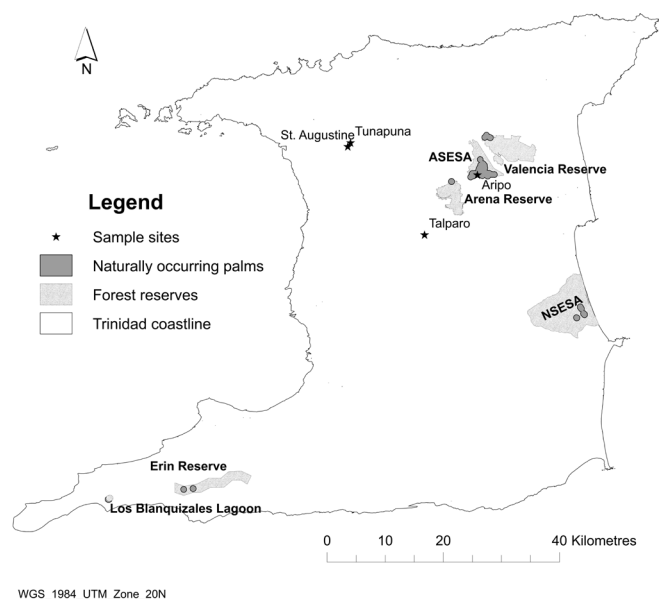 N
St. Augustine Tunapuna
ASESA
Valencia Reserve
Aripo
Arena Reserve
Talparo
NSESA
Legend
Sample sites
Naturally occurring palms
Forest reserves
Trinidad coastline
Erin Reserve
Los Blanquizales Lagoon
0 10 20 40 Kilometres
WGS 1984 UTM Zone 20N